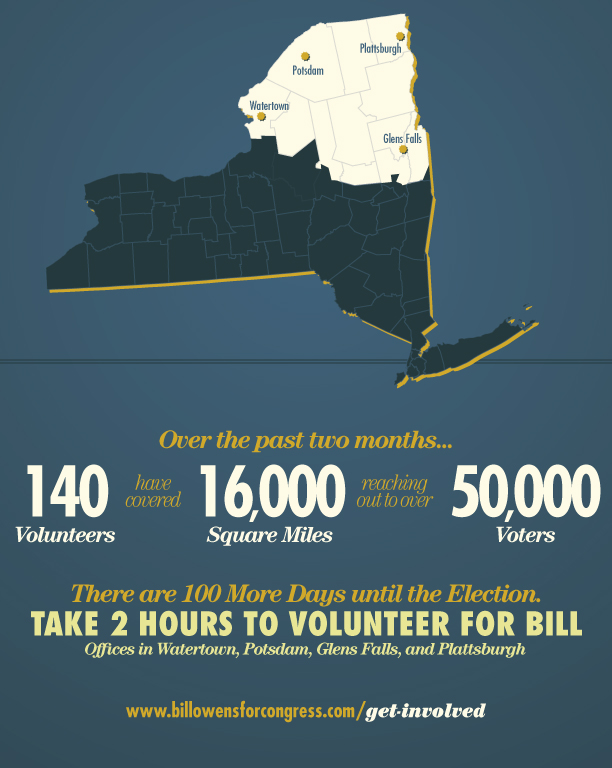 Plattsburgh
Potsdam
Watertown
Glens Falls
Over the past two months...
140 have covered 16,000 reaching out to over 50,000
Volunteers Square Miles Voters
There are 100 More Days until the Election.
TAKE 2 HOURS TO VOLUNTEER FOR BILL
Offices in Watertown, Potsdam, Glens Falls, and Plattsburgh
www.billowensforcongress.com/get-involved